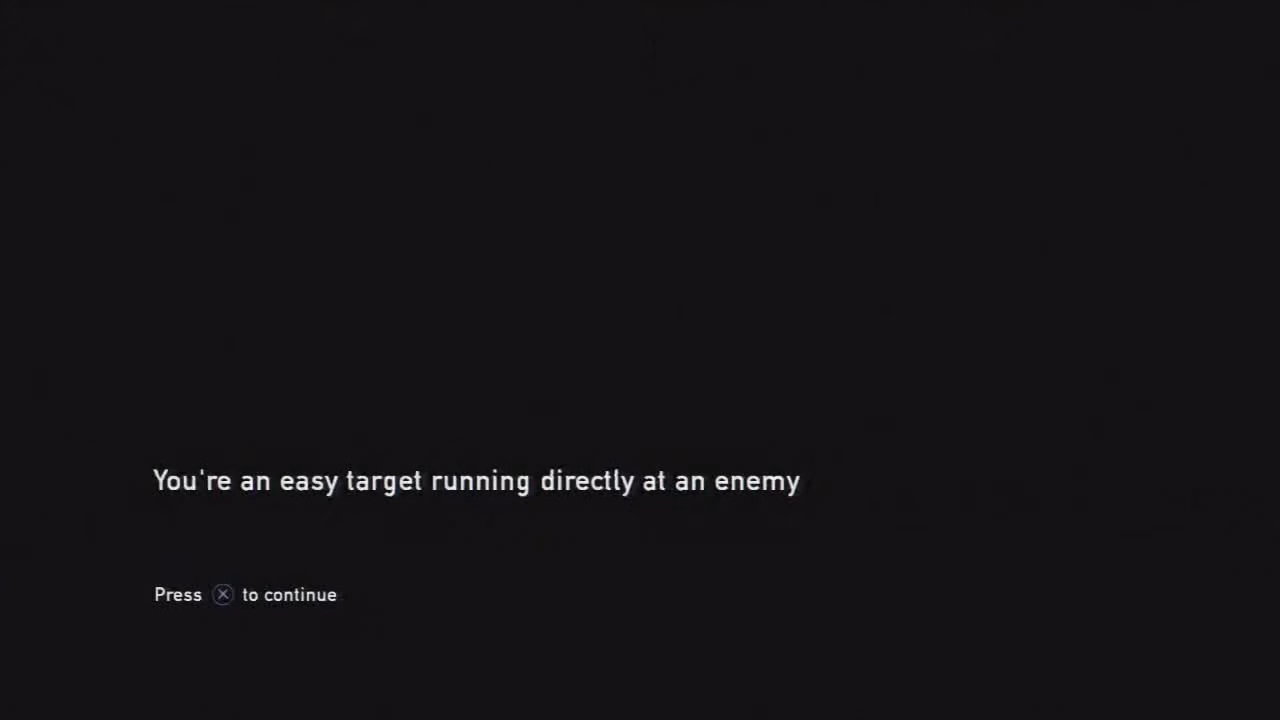 You're an easy target running directly at an enemy
Press ⓧ to continue